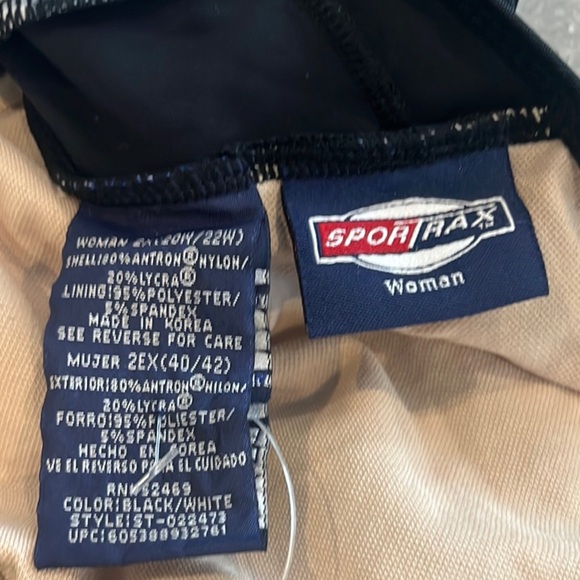 WOMAN 2X(20W/22W)
SHELL:80%ANTRON®NYLON/
20%LYCRA®
LINING:95%POLYESTER/
5%SPANDEX
MADE IN KOREA
SEE REVERSE FOR CARE
MUJER 2EX(40/42)
EXTERIOR:80%ANTRON®NILON/
20%LYCRA®
FORRO:95%POLIESTER/
5%SPANDEX
HECHO EN KOREA
VE EL REVERSO PARA EL CUIDADO
RN# 52469
COLOR:BLACK/WHITE
STYLE:ST-022473
UPC:605388932761
SPORTRAX
Woman